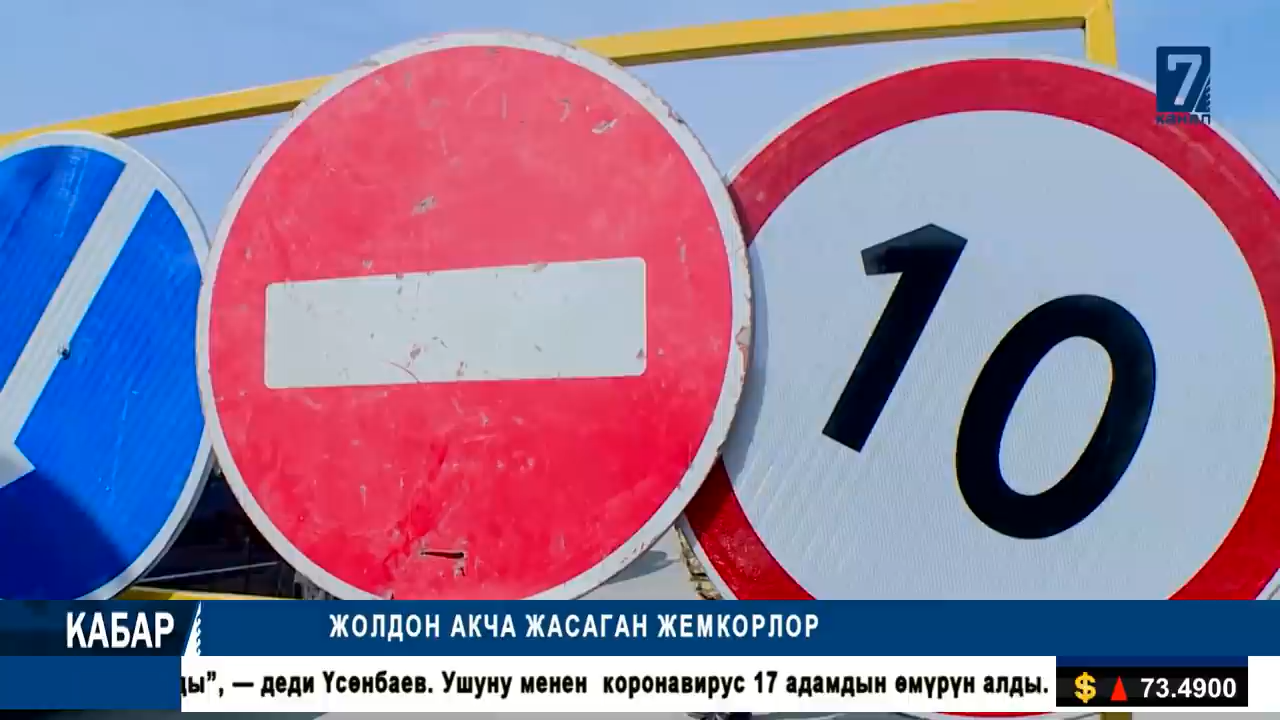 7
канал
10
КАБАР
ЖОЛДОН АКЧА ЖАСАГАН ЖЕМКОРЛОР
ды”, — деди Үсөнбаев. Ушуну менен коронавирус 17 адамдын өмүрүн алды.
$ ▲ 73.4900